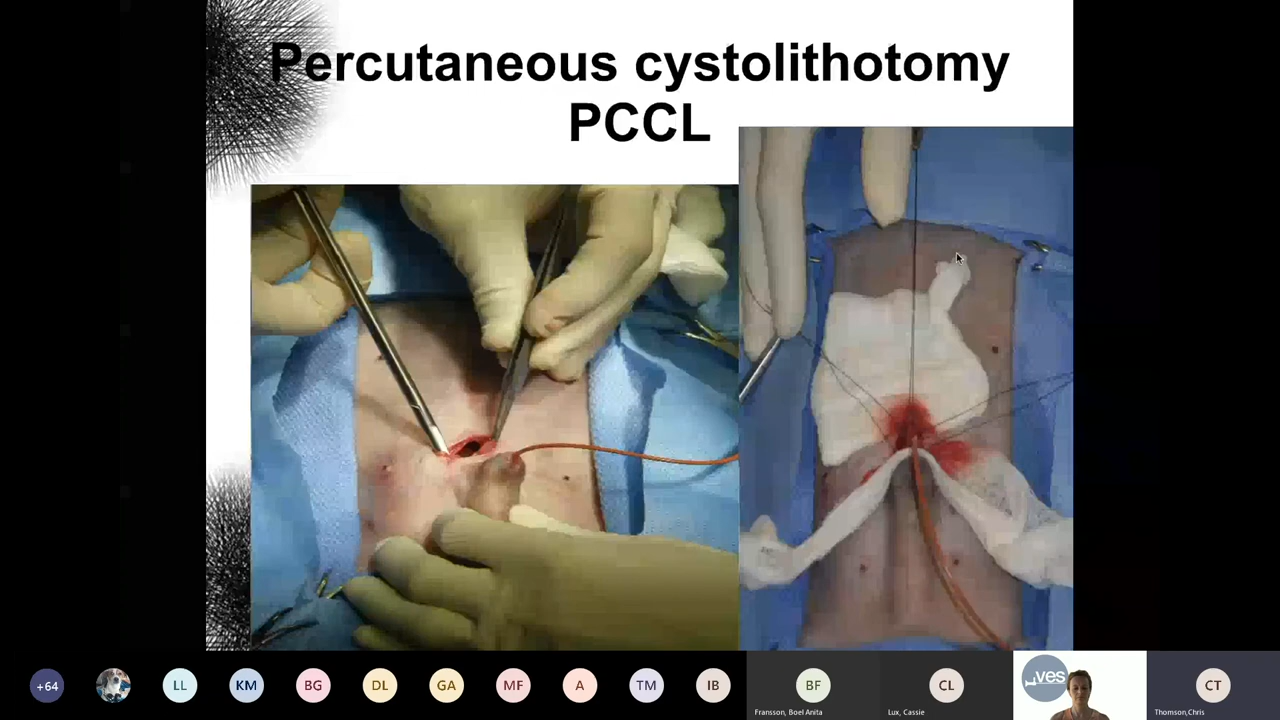 Percutaneous cystolithotomy
PCCL
+64
LL
KM
BG
DL
GA
MF
A
TM
IB
BF
Fransson, Boel Anita
CL
Lux, Cassie
VES
CT
Thomson,Chris